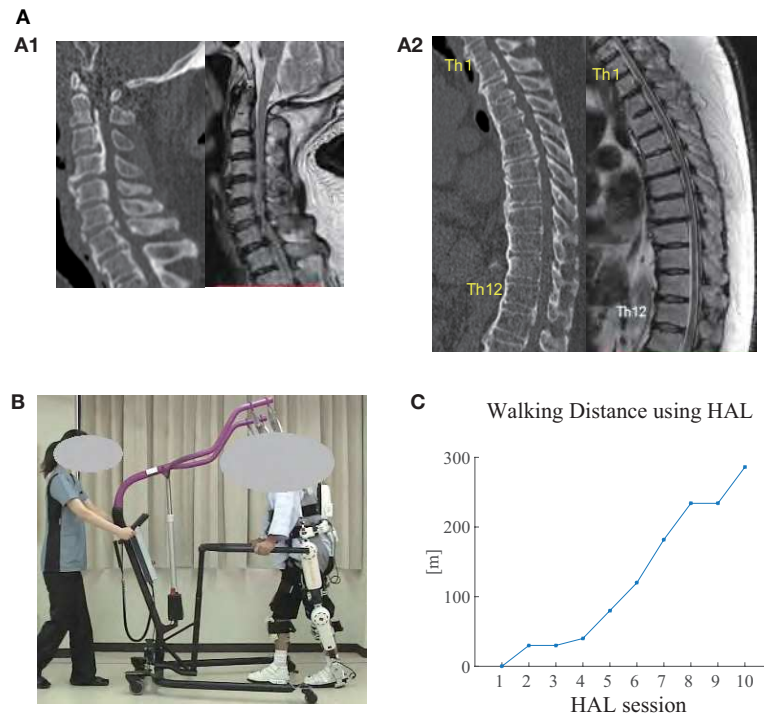 A
A1
A2
Th1
Th12
Th1
Th12
B
C
Walking Distance using HAL
300
200
100
0
[m]
1 2 3 4 5 6 7 8 9 10
HAL session